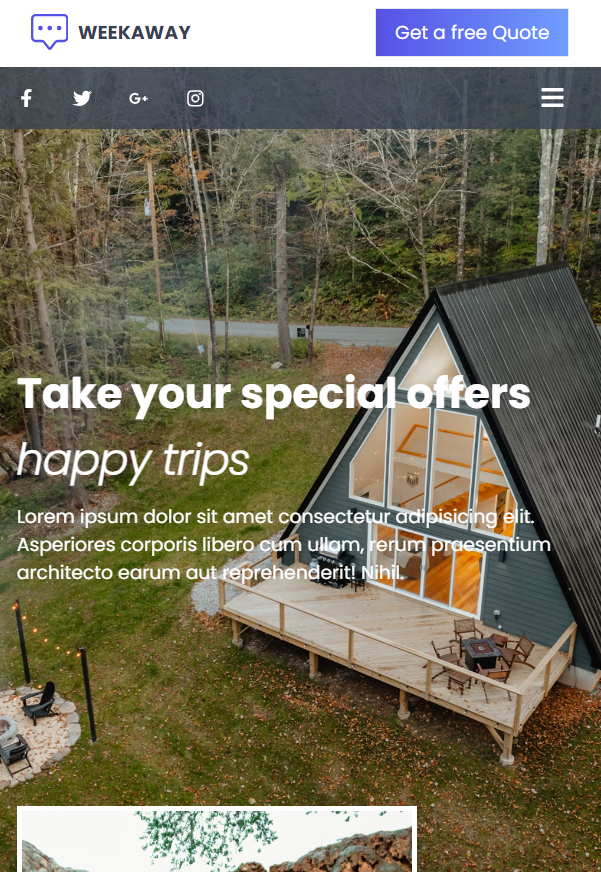 WEEKAWAY
Get a free Quote
Take your special offers
happy trips
Lorem ipsum dolor sit amet consectetur adipisicing elit.
Asperiores corporis libero cum ullam, rerum praesentium
architecto earum aut reprehenderit! Nihil.